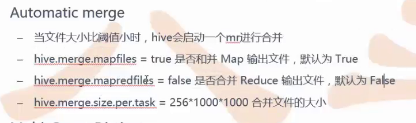 Automatic merge
– 当文件大小比阈值小时，hive会启动一个mr进行合并
– hive.merge.mapfiles = true 是否和并 Map 输出文件，默认为 True
– hive.merge.mapredfiles = false 是否合并 Reduce 输出文件，默认为 False
– hive.merge.size.per.task = 256*1000*1000 合并文件的大小